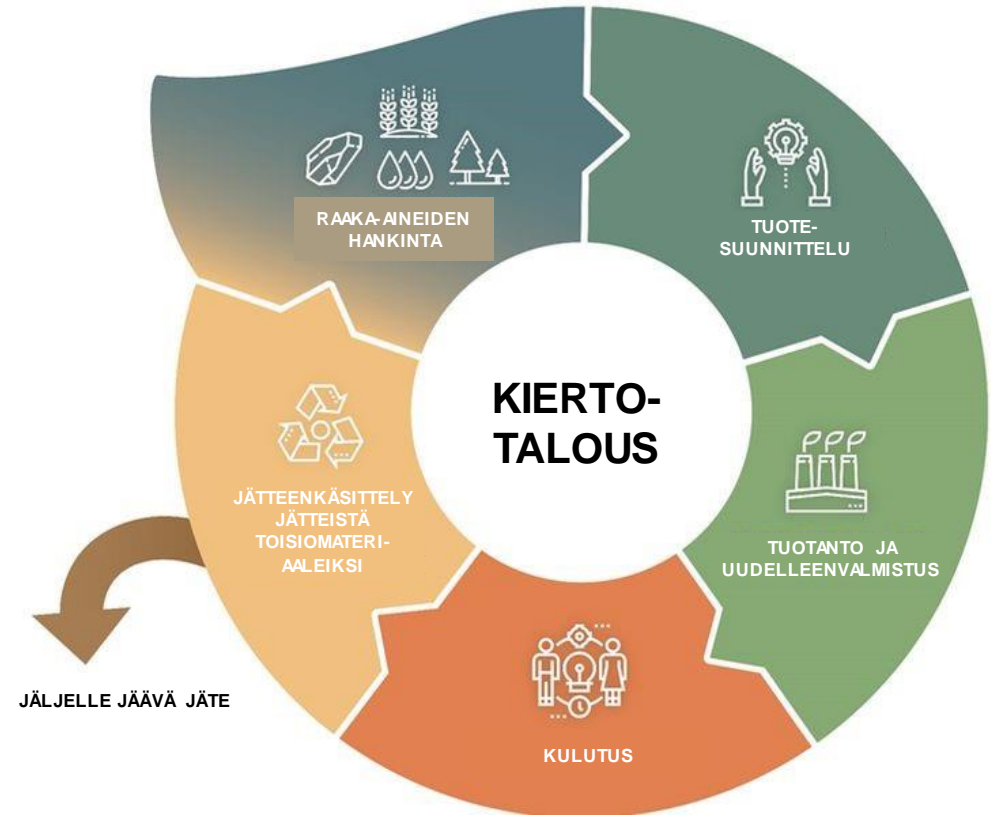 RAAKA-AINEIDEN
HANKINTA
TUOTE-
SUUNNITTELU
TUOTANTO JA
UUDELLEENVALMISTUS
KULUTUS
JÄTTEENKÄSITTELY
JÄTTEISTÄ
TOISIOMATERI-
AALEIKSI
JÄLJELLE JÄÄVÄ JÄTE
KIERTO-
TALOUS